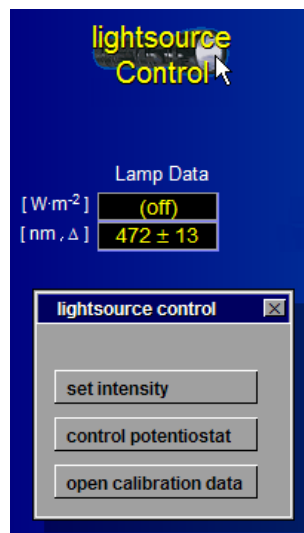 lightsource
Control
Lamp Data
[ W·m-2 ] (off)
[ nm , Δ ] 472 ± 13
lightsource control
set intensity
control potentiostat
open calibration data